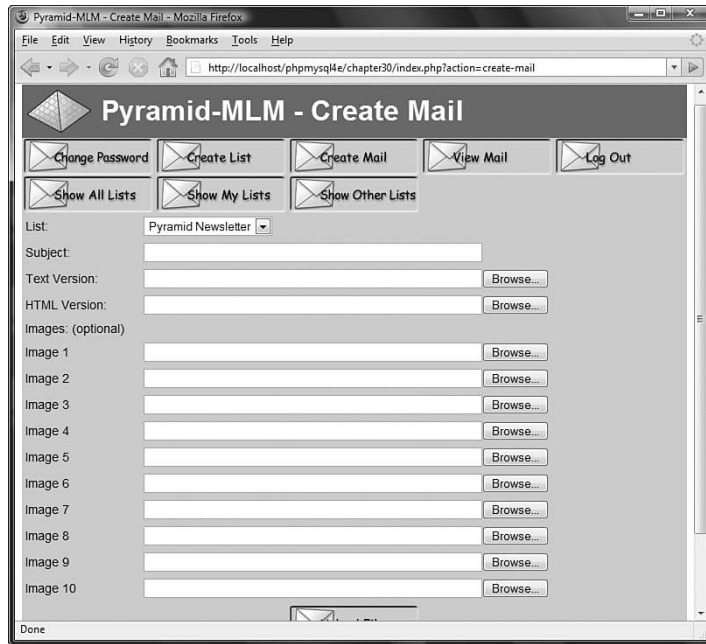 Pyramid-MLM - Create Mail - Mozilla Firefox
File Edit View History Bookmarks Tools Help
http://localhost/phpmysql4e/chapter30/index.php?action=create-mail
Pyramid-MLM - Create Mail
Change Password Create List Create Mail View Mail Log Out
Show All Lists Show My Lists Show Other Lists
List: Pyramid Newsletter
Subject:
Text Version: Browse...
HTML Version: Browse...
Images: (optional)
Image 1 Browse...
Image 2 Browse...
Image 3 Browse...
Image 4 Browse...
Image 5 Browse...
Image 6 Browse...
Image 7 Browse...
Image 8 Browse...
Image 9 Browse...
Image 10 Browse...
Done